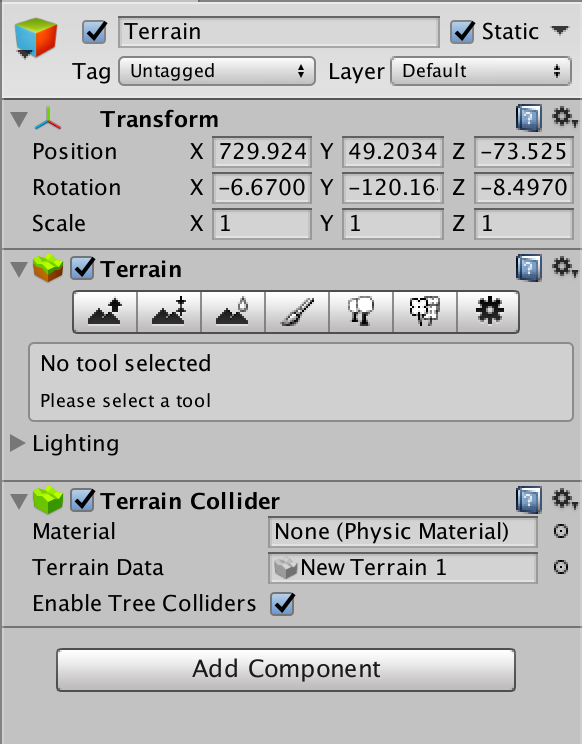 Terrain Static
Tag Untagged Layer Default
Transform
Position X 729.924 Y 49.2034 Z -73.525
Rotation X -6.6700 Y -120.16 Z -8.4970
Scale X 1 Y 1 Z 1
Terrain
No tool selected
Please select a tool
Lighting
Terrain Collider
Material None (Physic Material)
Terrain Data New Terrain 1
Enable Tree Colliders
Add Component